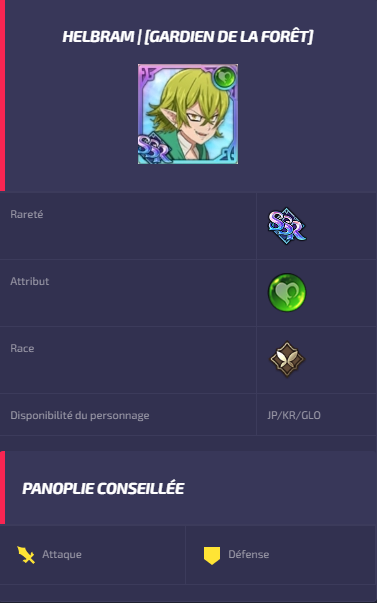 HELBRAM | [GARDIEN DE LA FORÊT]
SSR
Rareté
SSR
Attribut
Race
Disponibilité du personnage
JP/KR/GLO
PANOPLIE CONSEILLÉE
Attaque
Défense